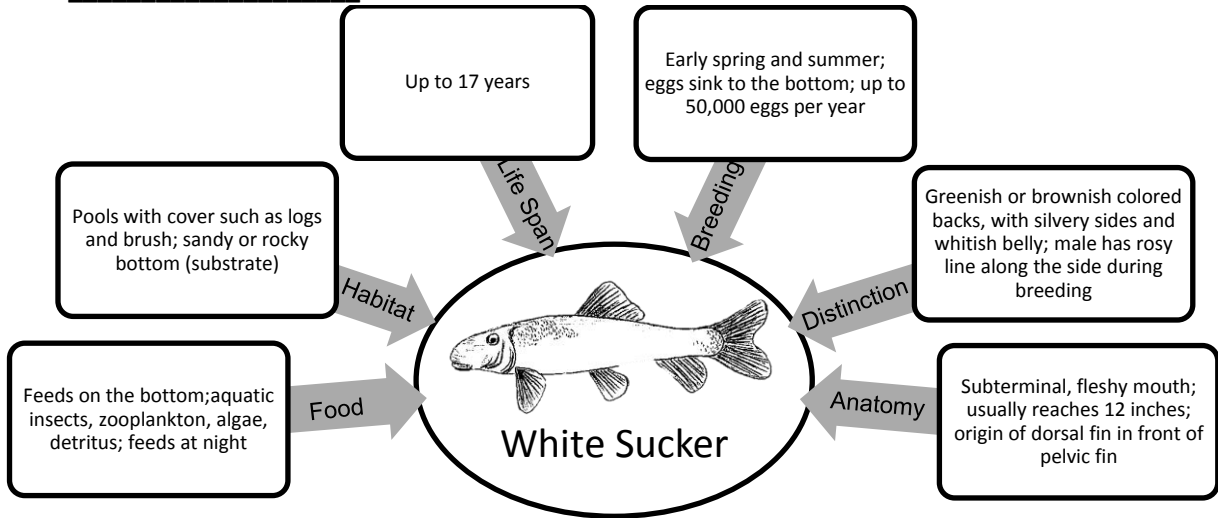 Up to 17 years
Early spring and summer;
eggs sink to the bottom; up to
50,000 eggs per year
Life Span
Breeding
Pools with cover such as logs
and brush; sandy or rocky
bottom (substrate)
Habitat
Greenish or brownish colored
backs, with silvery sides and
whitish belly; male has rosy
line along the side during
breeding
Distinction
Feeds on the bottom;aquatic
insects, zooplankton, algae,
detritus; feeds at night
Food
Subterminal, fleshy mouth;
usually reaches 12 inches;
origin of dorsal fin in front of
pelvic fin
Anatomy
White Sucker